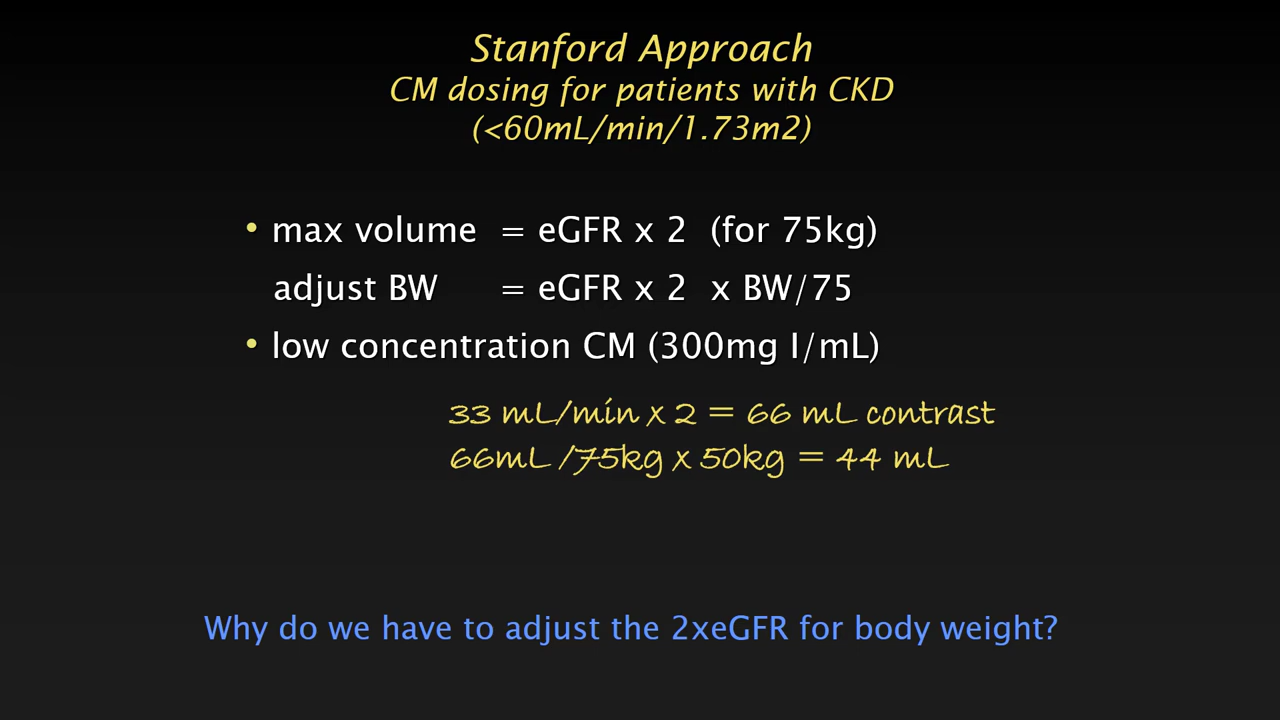 Stanford Approach
CM dosing for patients with CKD
(<60mL/min/1.73m2)
• max volume = eGFR x 2 (for 75kg)
adjust BW = eGFR x 2 x BW/75
• low concentration CM (300mg I/mL)
33 mL/min x 2 = 66 mL contrast
66mL /75kg x 50kg = 44 mL
Why do we have to adjust the 2xeGFR for body weight?